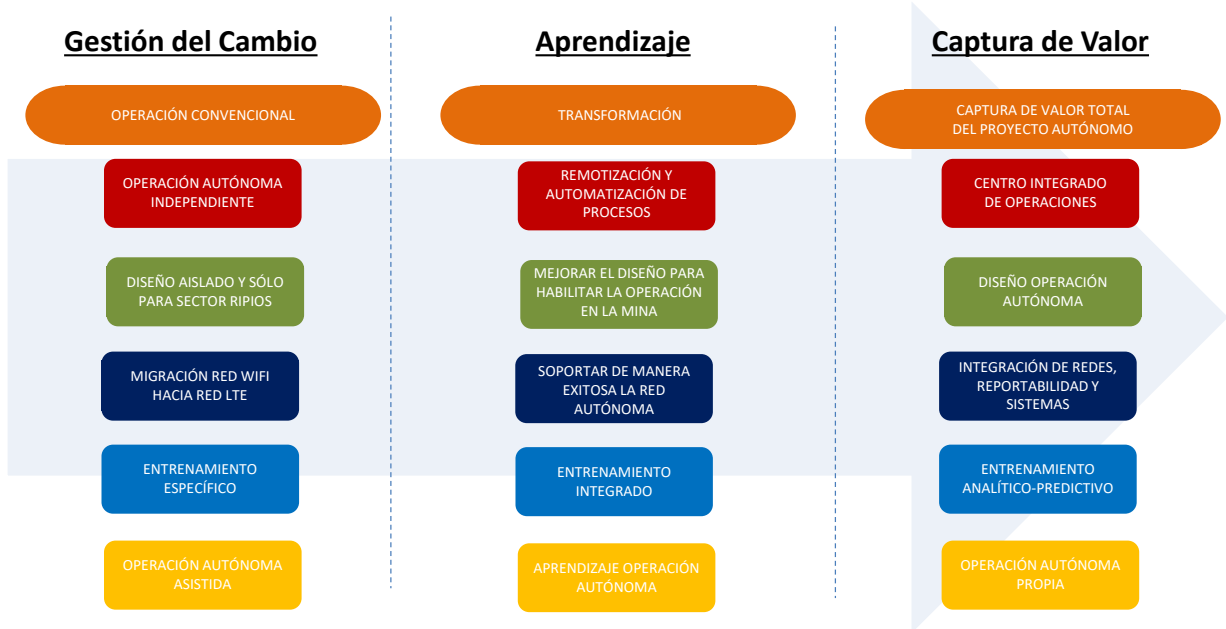 Gestión del Cambio
OPERACIÓN CONVENCIONAL
OPERACIÓN AUTÓNOMA
INDEPENDIENTE
DISEÑO AISLADO Y SÓLO
PARA SECTOR RIPIOS
MIGRACIÓN RED WIFI
HACIA RED LTE
ENTRENAMIENTO
ESPECÍFICO
OPERACIÓN AUTÓNOMA
ASISTIDA
Aprendizaje
TRANSFORMACIÓN
REMOTIZACIÓN Y
AUTOMATIZACIÓN DE
PROCESOS
MEJORAR EL DISEÑO PARA
HABILITAR LA OPERACIÓN
EN LA MINA
SOPORTAR DE MANERA
EXITOSA LA RED
AUTÓNOMA
ENTRENAMIENTO
INTEGRADO
APRENDIZAJE OPERACIÓN
AUTÓNOMA
Captura de Valor
CAPTURA DE VALOR TOTAL
DEL PROYECTO AUTÓNOMO
CENTRO INTEGRADO
DE OPERACIONES
DISEÑO OPERACIÓN
AUTÓNOMA
INTEGRACIÓN DE REDES,
REPORTABILIDAD Y
SISTEMAS
ENTRENAMIENTO
ANALÍTICO-PREDICTIVO
OPERACIÓN AUTÓNOMA
PROPIA